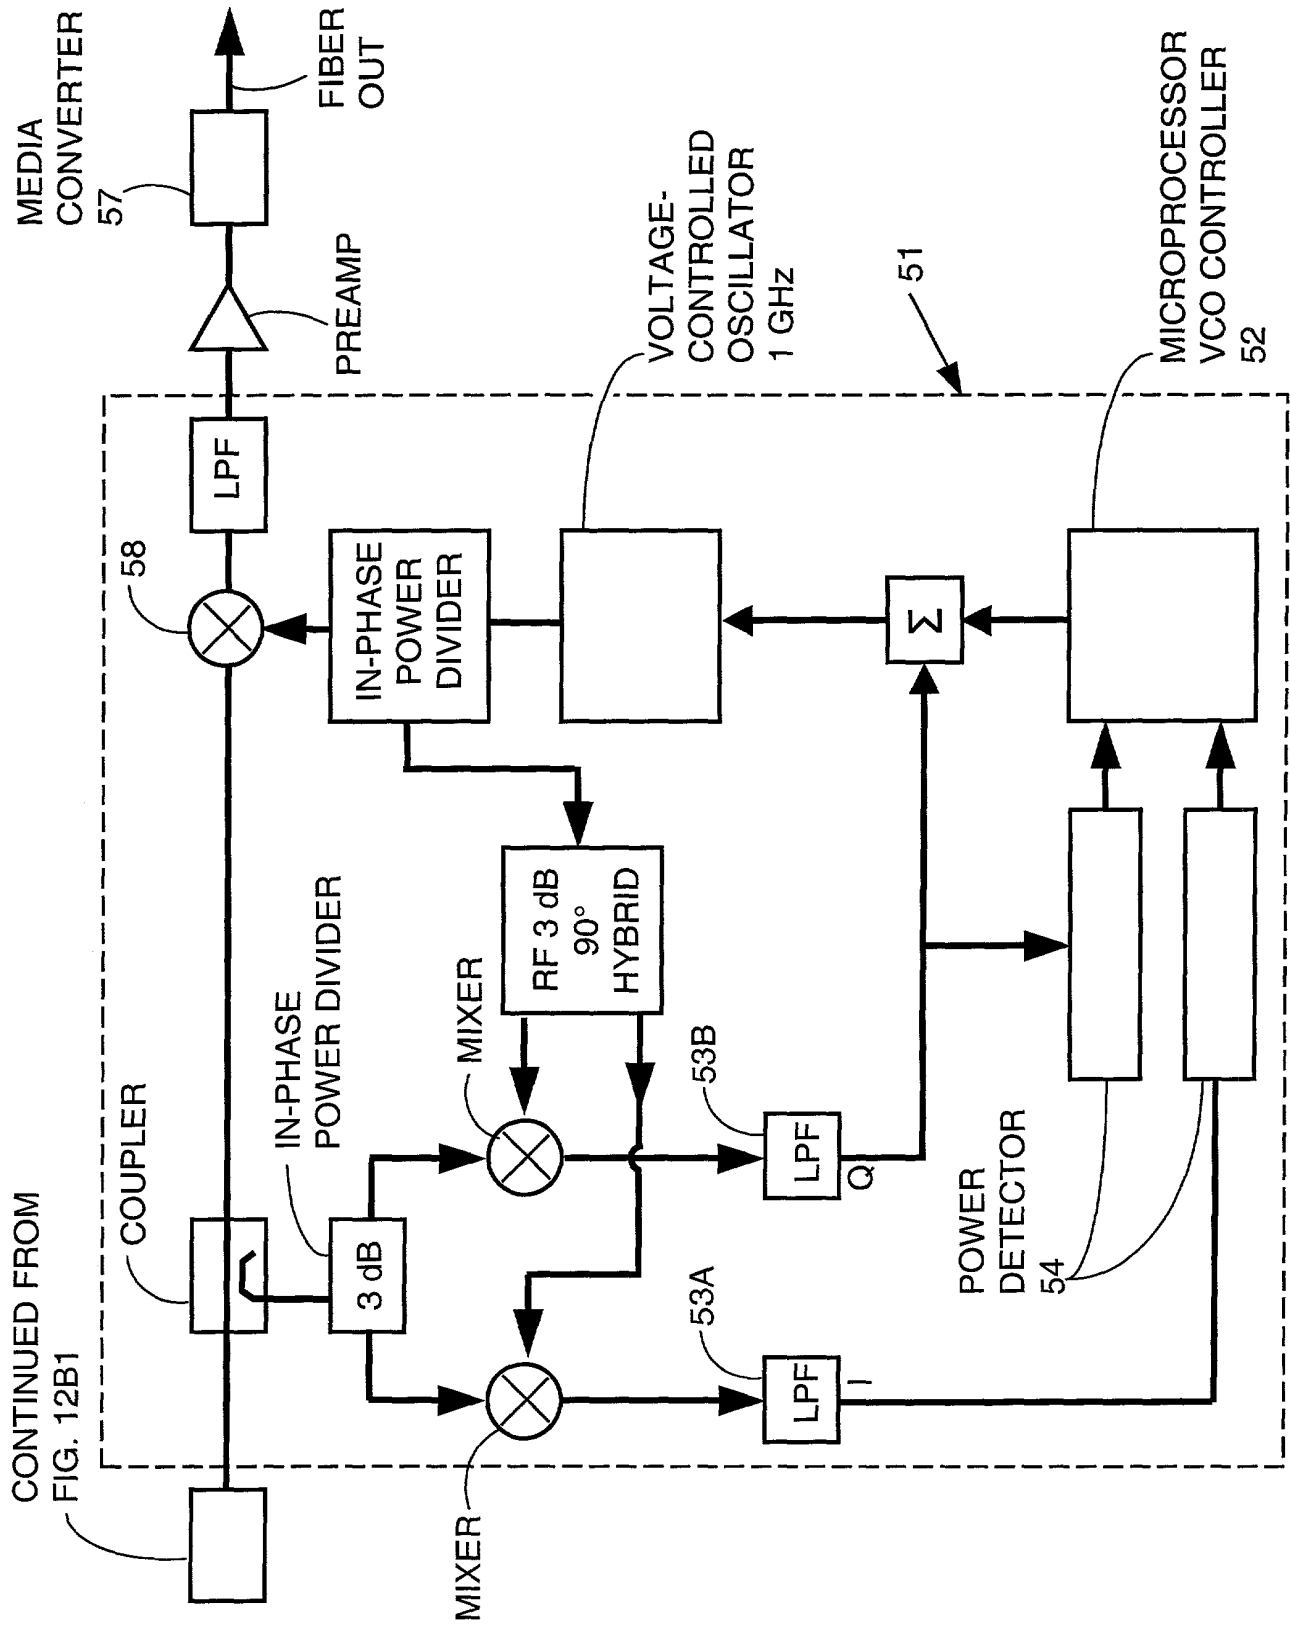 CONTINUED FROM
FIG. 12B1
COUPLER
58
MEDIA
CONVERTER
57
LPF
PREAMP
FIBER
OUT
IN-PHASE
POWER DIVIDER
3 dB
IN-PHASE
POWER
DIVIDER
MIXER
MIXER
RF 3 dB
90°
HYBRID
VOLTAGE-
CONTROLLED
OSCILLATOR
1 GHz
53A
LPF
I
53B
LPF
Q
Σ
51
POWER
DETECTOR
54
MICROPROCESSOR
VCO CONTROLLER
52